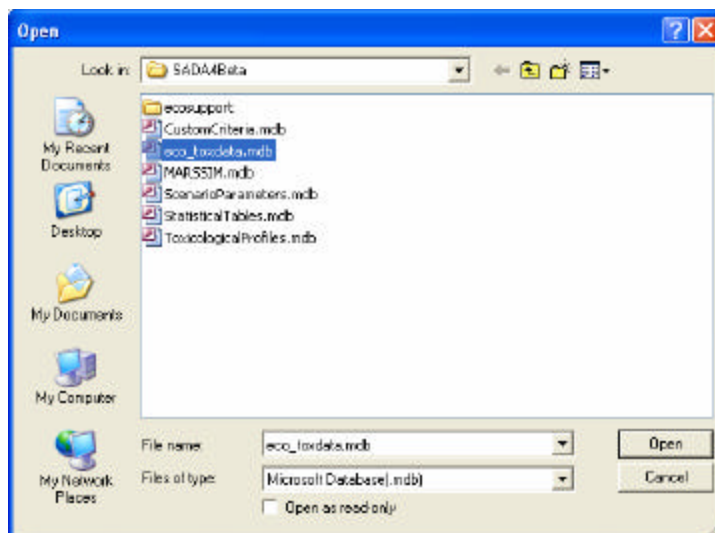 Open
Look in:
SADA4Beta
My Recent
Documents
Desktop
My Documents
My Computer
My Network
Places
ecosupport
CustomCriteria.mdb
eco_toxdata.mdb
MARSSIM.mdb
ScenarioParameters.mdb
StatisticalTables.mdb
ToxicologicalProfiles.mdb
File name:
eco_toxdata.mdb
Open
Files of type:
Microsoft Database(.mdb)
Cancel
Open as read-only